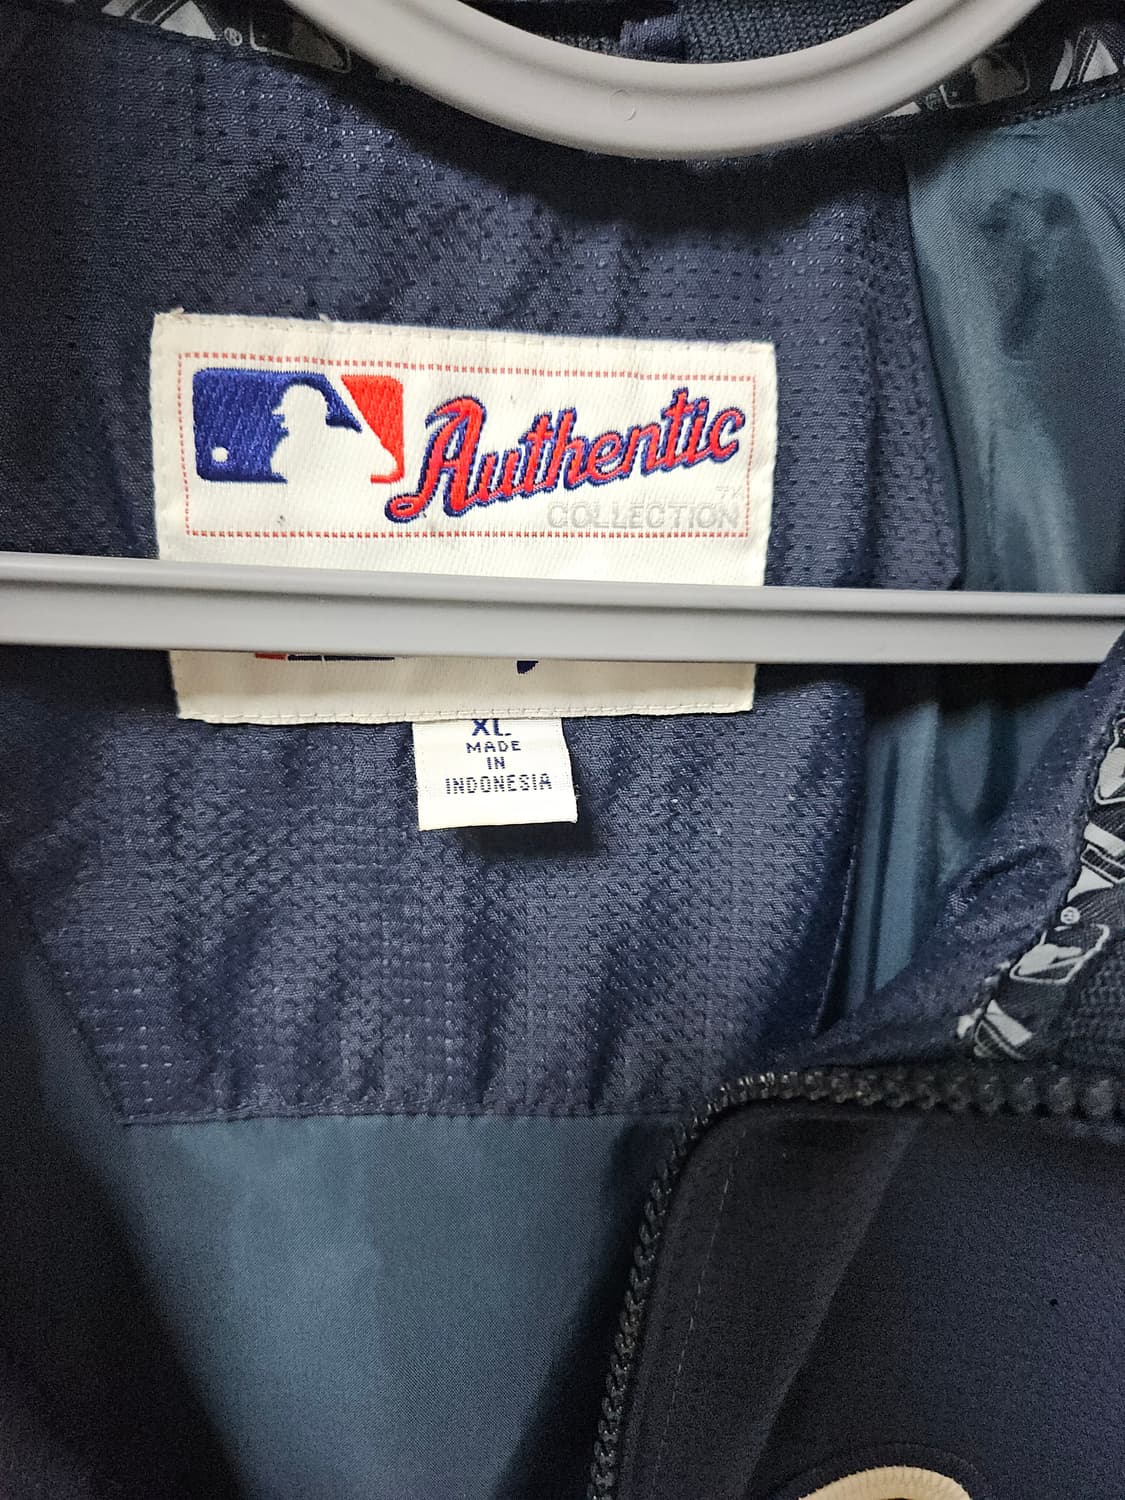 Authentic
TM
COLLECTION
XL
MADE
IN
INDONESIA